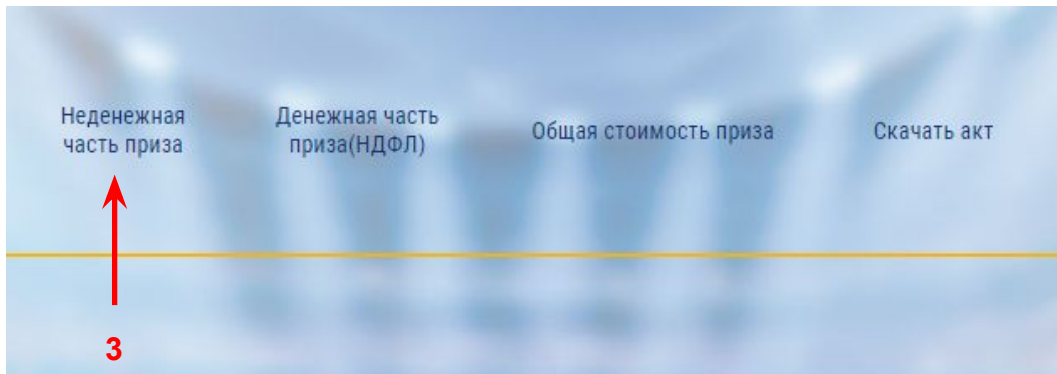 Неденежная
часть приза
Денежная часть
приза(НДФЛ)
Общая стоимость приза
Скачать акт
3